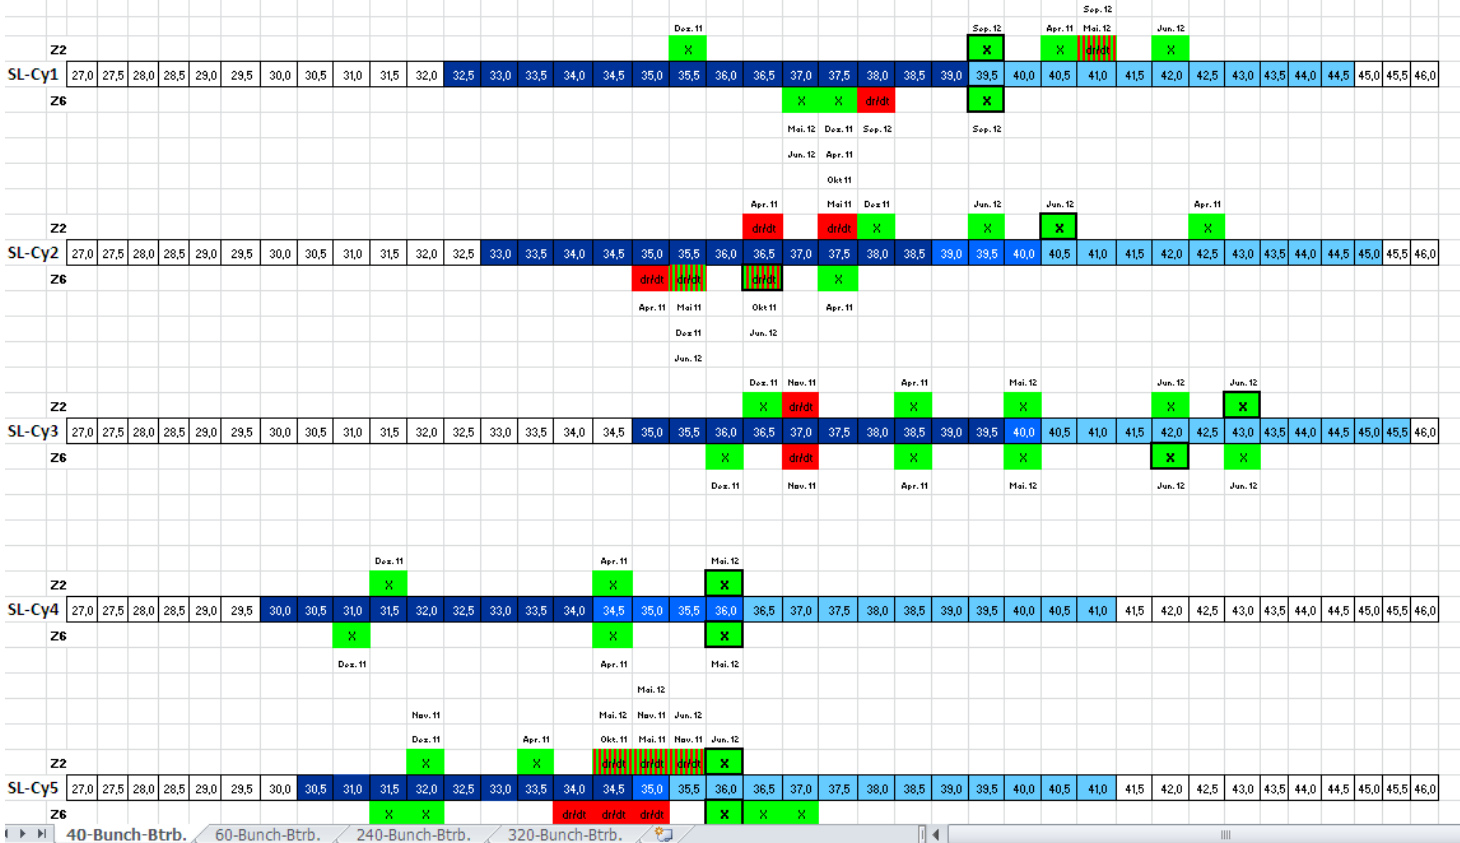 Sep. 12
Dez. 11 Sep. 12 Apr. 11 Mai. 12 Jun. 12
Z2 X X X dr/dt X
SL-Cy1 27,0 27,5 28,0 28,5 29,0 29,5 30,0 30,5 31,0 31,5 32,0 32,5 33,0 33,5 34,0 34,5 35,0 35,5 36,0 36,5 37,0 37,5 38,0 38,5 39,0 39,5 40,0 40,5 41,0 41,5 42,0 42,5 43,0 43,5 44,0 44,5 45,0 45,5 46,0
Z6 X X dr/dt X
Mai. 12 Dez. 11 Sep. 12 Sep. 12
Jun. 12 Apr. 11
Okt 11
Apr. 11 Mai 11 Dez 11 Jun. 12 Jun. 12 Apr. 11
Z2 dr/dt dr/dt X X X X
SL-Cy2 27,0 27,5 28,0 28,5 29,0 29,5 30,0 30,5 31,0 31,5 32,0 32,5 33,0 33,5 34,0 34,5 35,0 35,5 36,0 36,5 37,0 37,5 38,0 38,5 39,0 39,5 40,0 40,5 41,0 41,5 42,0 42,5 43,0 43,5 44,0 44,5 45,0 45,5 46,0
Z6 dr/dt dr/dt dr/dt X
Apr. 11 Mai 11 Okt 11 Apr. 11
Dez 11 Jun. 12
Jun. 12
Dez. 11 Nov. 11 Apr. 11 Mai. 12 Jun. 12 Jun. 12
Z2 X dr/dt X X X X
SL-Cy3 27,0 27,5 28,0 28,5 29,0 29,5 30,0 30,5 31,0 31,5 32,0 32,5 33,0 33,5 34,0 34,5 35,0 35,5 36,0 36,5 37,0 37,5 38,0 38,5 39,0 39,5 40,0 40,5 41,0 41,5 42,0 42,5 43,0 43,5 44,0 44,5 45,0 45,5 46,0
Z6 X dr/dt X X X X
Dez. 11 Nov. 11 Apr. 11 Mai. 12 Jun. 12 Jun. 12
Dez. 11 Apr. 11 Mai. 12
Z2 X X X
SL-Cy4 27,0 27,5 28,0 28,5 29,0 29,5 30,0 30,5 31,0 31,5 32,0 32,5 33,0 33,5 34,0 34,5 35,0 35,5 36,0 36,5 37,0 37,5 38,0 38,5 39,0 39,5 40,0 40,5 41,0 41,5 42,0 42,5 43,0 43,5 44,0 44,5 45,0 45,5 46,0
Z6 X X X
Dez. 11 Apr. 11 Mai. 12
Mai. 12
Nov. 11 Mai. 12 Nov. 11 Jun. 12
Dez. 11 Apr. 11 Okt. 11 Mai. 11 Nov. 11 Jun. 12
Z2 X X dr/dt dr/dt dr/dt X
SL-Cy5 27,0 27,5 28,0 28,5 29,0 29,5 30,0 30,5 31,0 31,5 32,0 32,5 33,0 33,5 34,0 34,5 35,0 35,5 36,0 36,5 37,0 37,5 38,0 38,5 39,0 39,5 40,0 40,5 41,0 41,5 42,0 42,5 43,0 43,5 44,0 44,5 45,0 45,5 46,0
Z6 X X dr/dt dr/dt dr/dt X X X
40-Bunch-Btrb. 60-Bunch-Btrb. 240-Bunch-Btrb. 320-Bunch-Btrb.